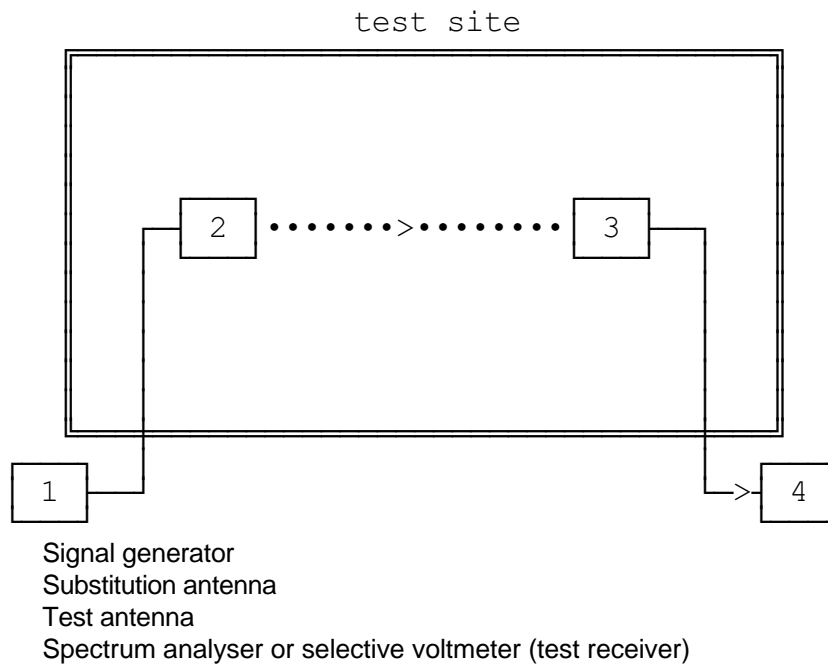 test site
2
>
3
1
>
4
Signal generator
Substitution antenna
Test antenna
Spectrum analyser or selective voltmeter (test receiver)